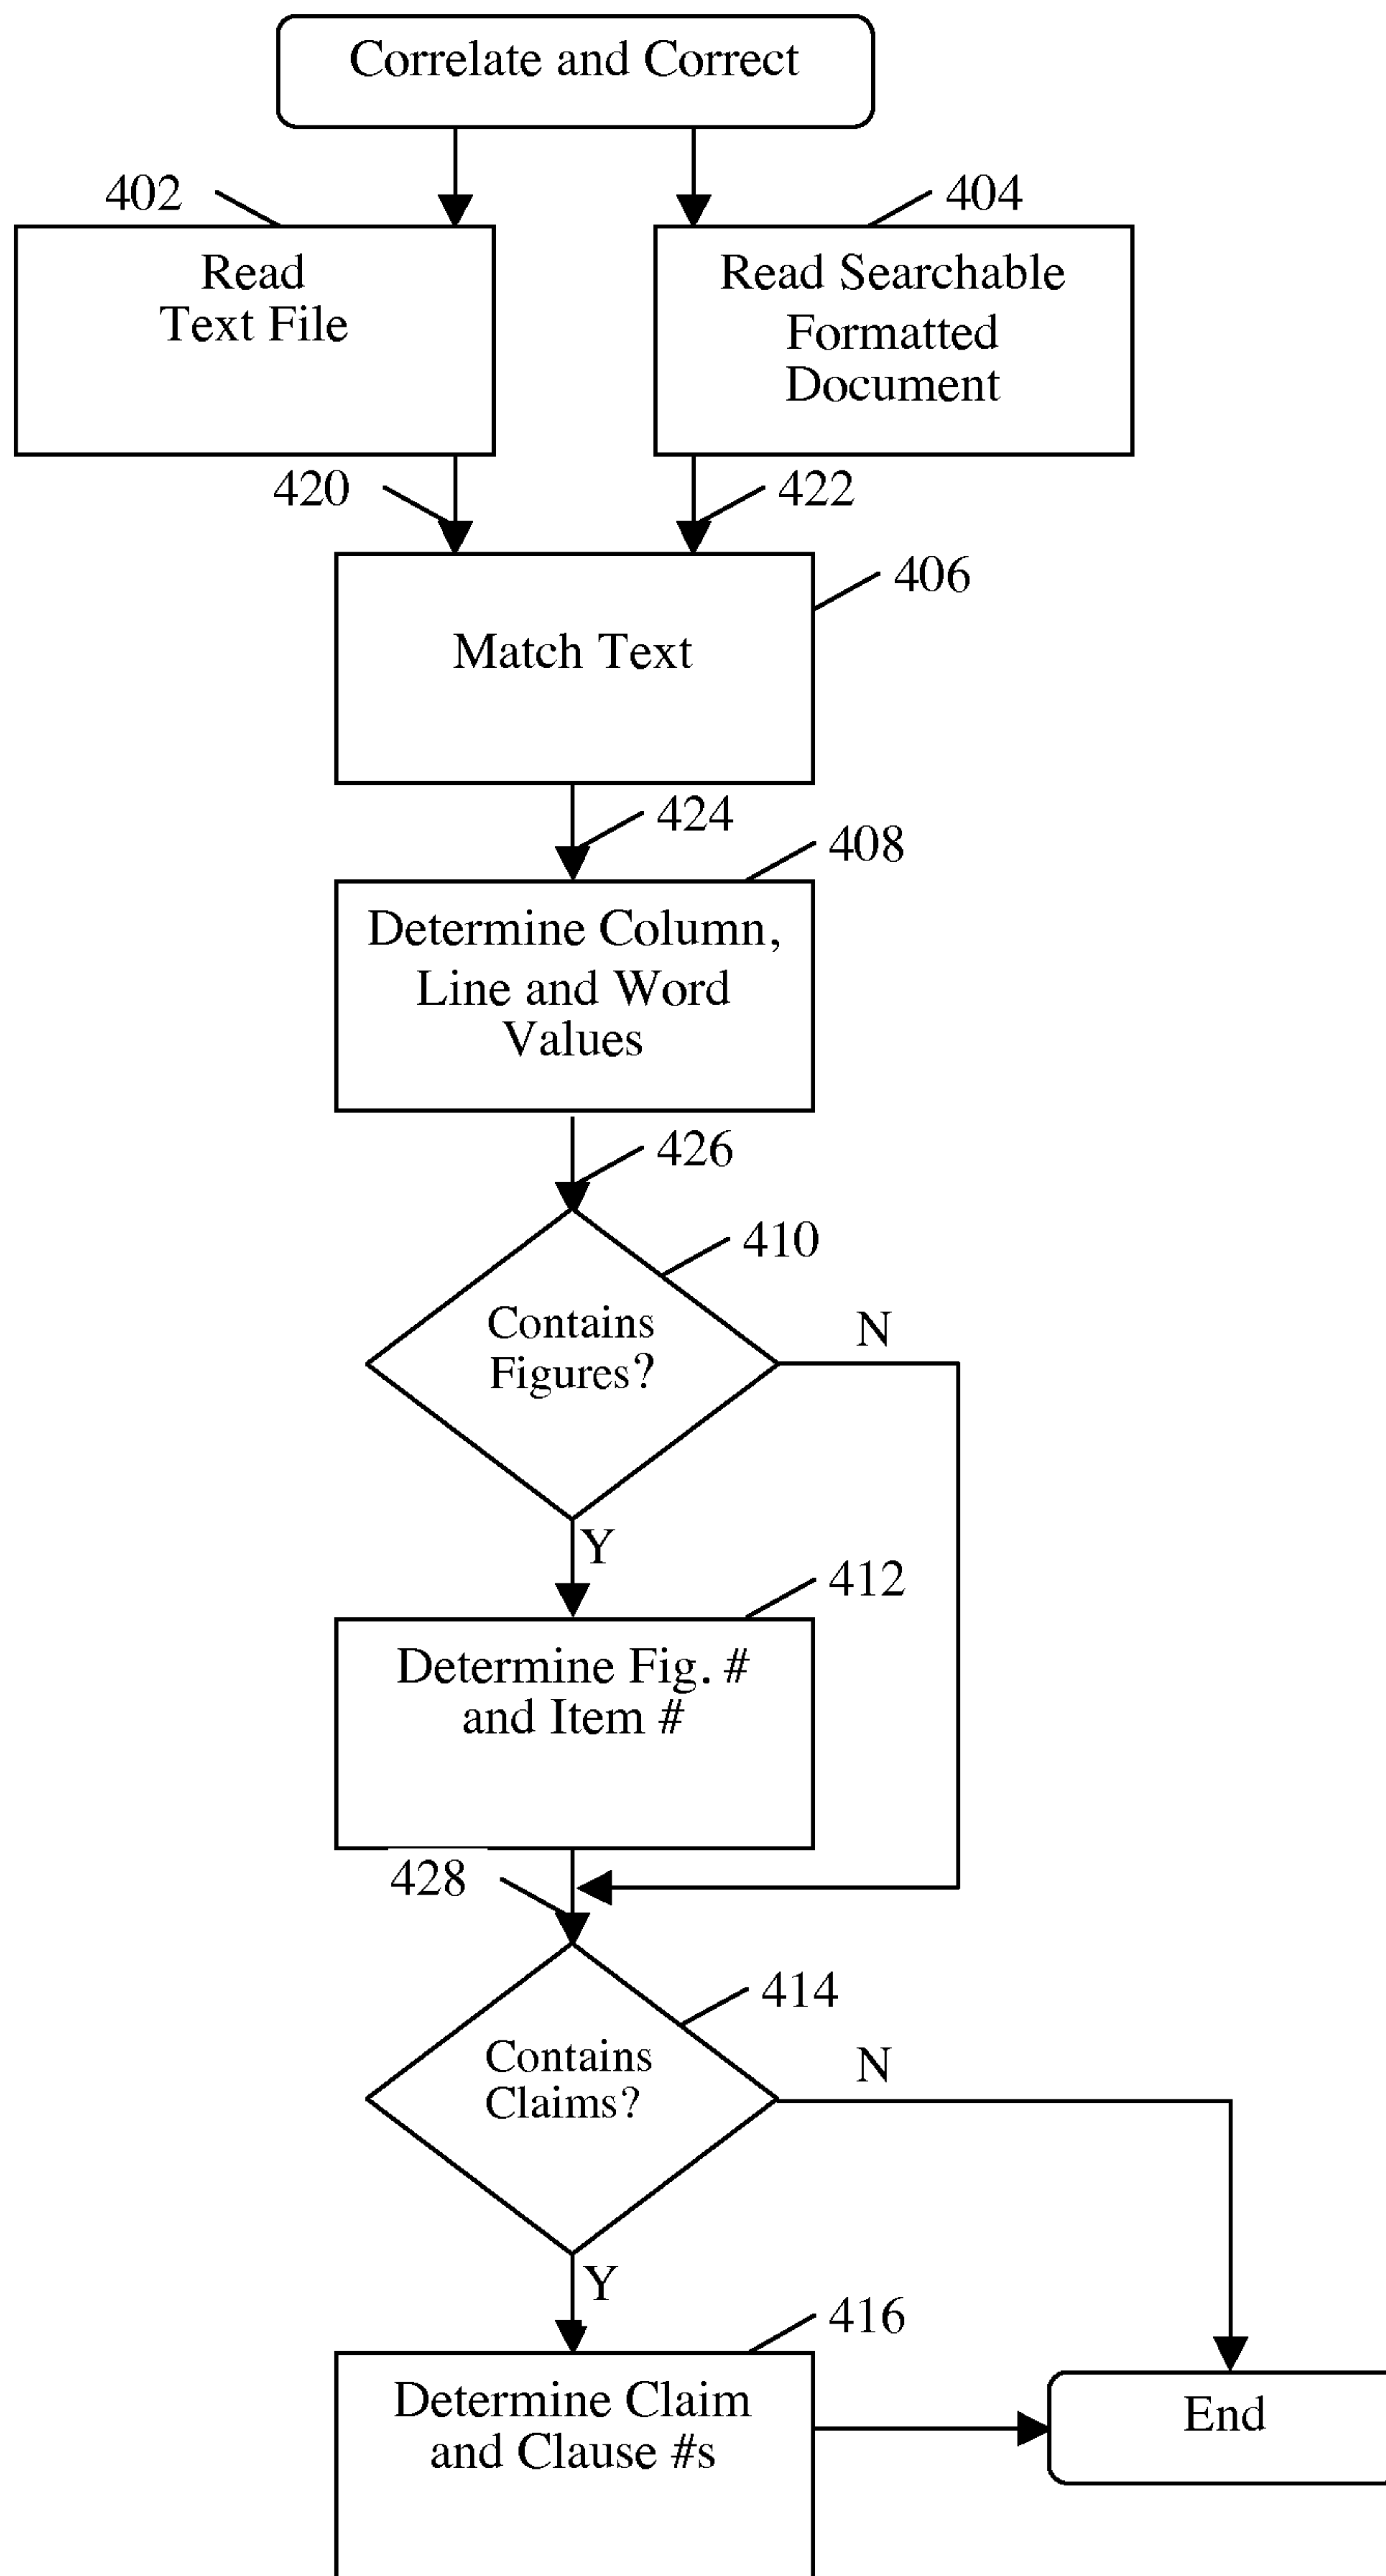 Correlate and Correct
402
404
Read
Text File
Read Searchable
Formatted
Document
420
422
406
Match Text
424
408
Determine Column,
Line and Word
Values
426
410
Contains
Figures?
N
Y
412
Determine Fig. #
and Item #
428
414
Contains
Claims?
N
Y
416
Determine Claim
and Clause #s
End